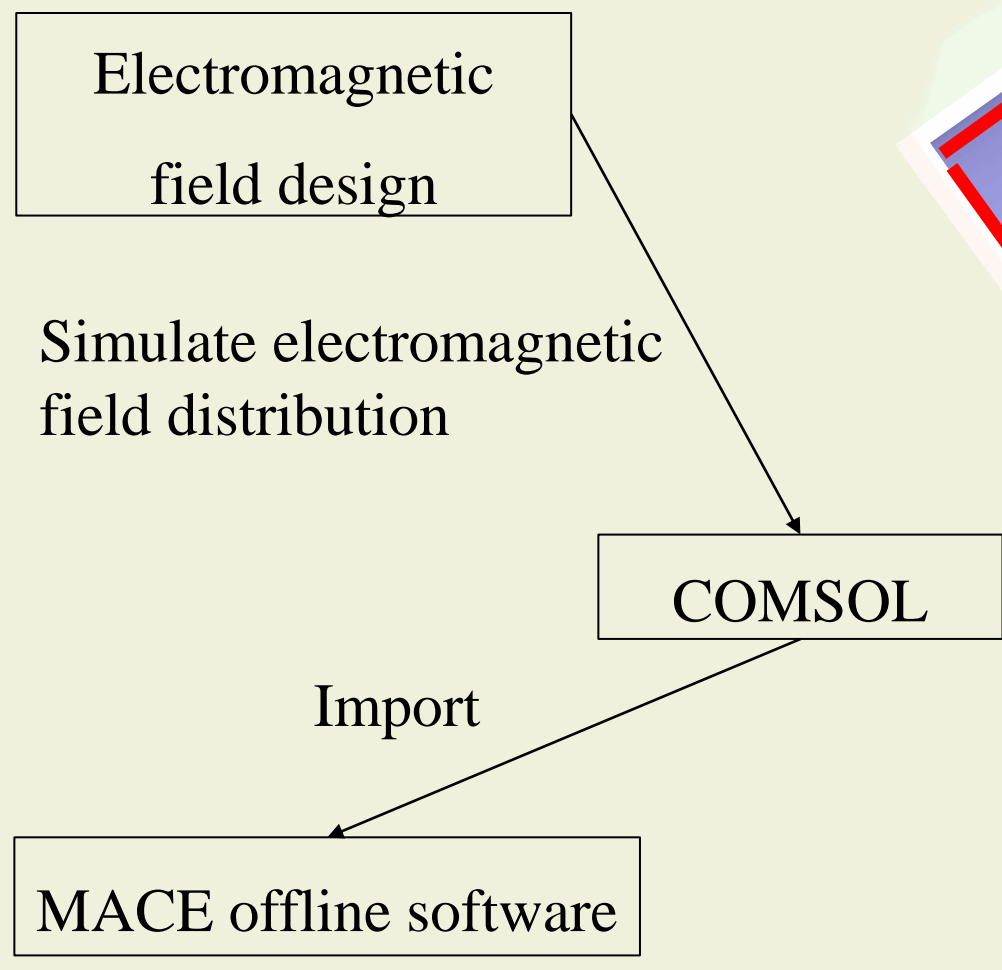 Electromagnetic
field design
Simulate electromagnetic
field distribution
COMSOL
Import
MACE offline software